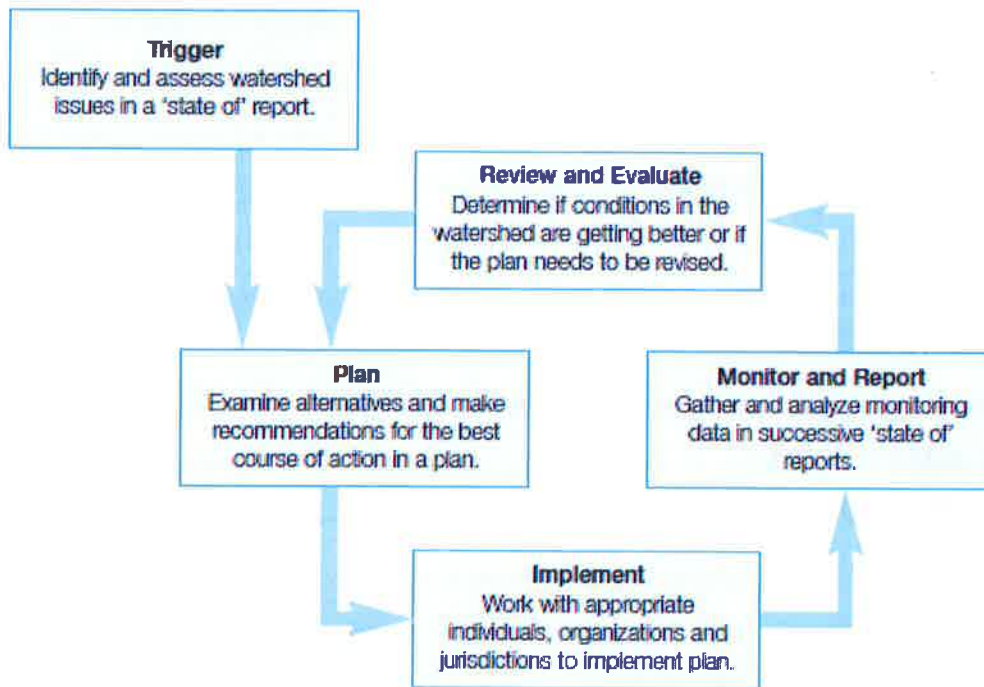 Trigger
Identify and assess watershed
issues in a 'state of' report.
Review and Evaluate
Determine if conditions in the
watershed are getting better or if
the plan needs to be revised.
Plan
Examine alternatives and make
recommendations for the best
course of action in a plan.
Monitor and Report
Gather and analyze monitoring
data in successive 'state of'
reports.
Implement
Work with appropriate
individuals, organizations and
jurisdictions to implement plan.